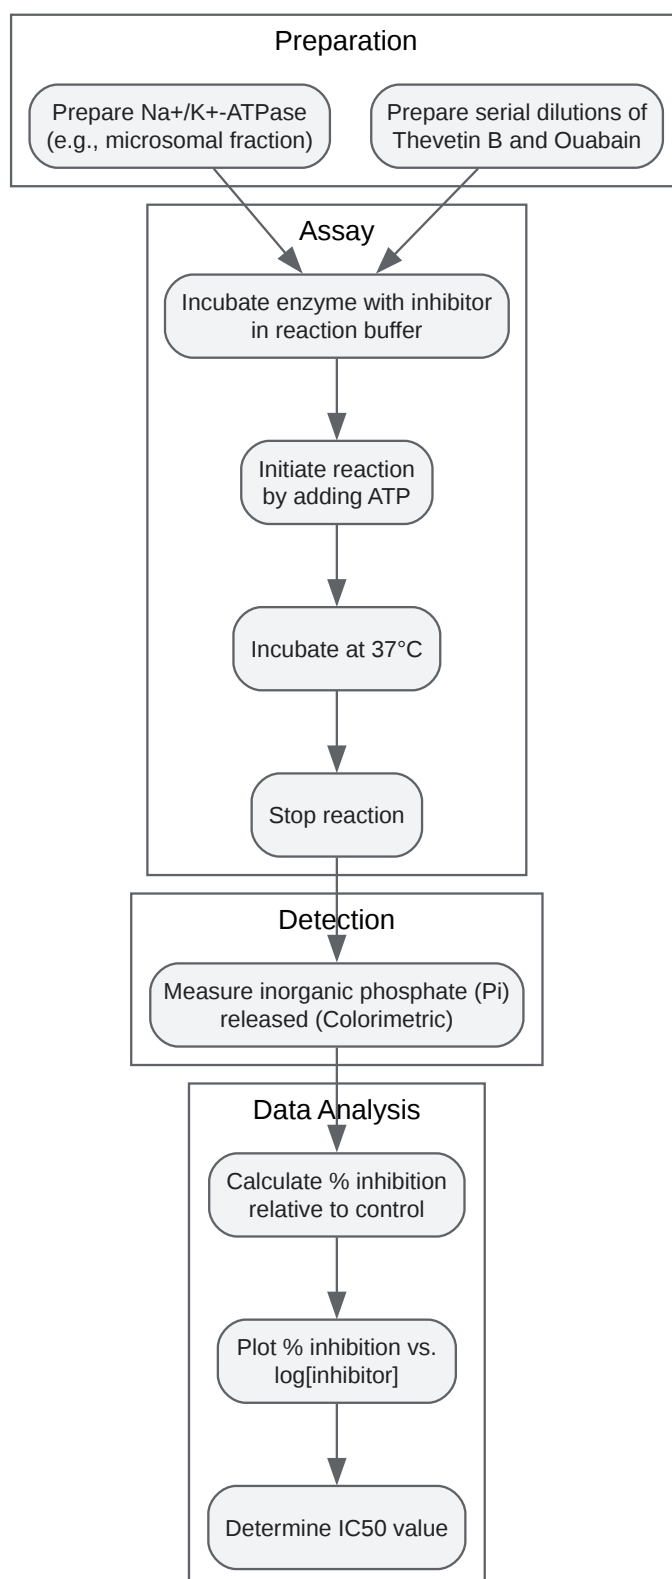 Preparation
Prepare Na+/K+-ATPase
(e.g., microsomal fraction)
Prepare serial dilutions of
Thevetin B and Ouabain
Assay
Incubate enzyme with inhibitor
in reaction buffer
Initiate reaction
by adding ATP
Incubate at 37°C
Stop reaction
Detection
Measure inorganic phosphate (Pi)
released (Colorimetric)
Data Analysis
Calculate % inhibition
relative to control
Plot % inhibition vs.
log[inhibitor]
Determine IC50 value